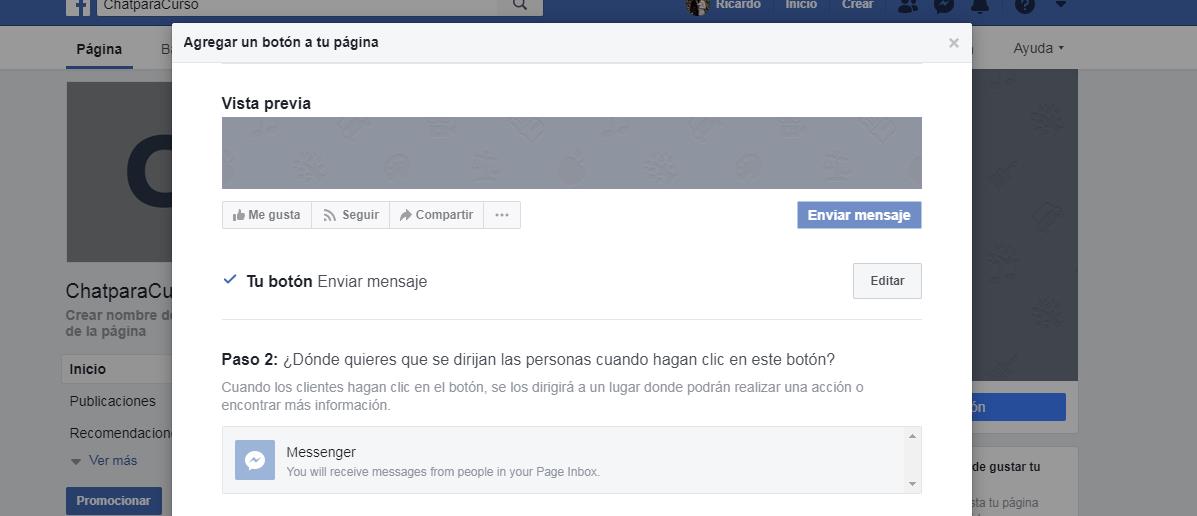 ChatparaCurso
Ricardo Inicio Crear
Agregar un botón a tu página
Página
Ayuda
Vista previa
Me gusta Seguir Compartir ...
Enviar mensaje
Tu botón Enviar mensaje
Editar
Paso 2: ¿Dónde quieres que se dirijan las personas cuando hagan clic en este botón?
Cuando los clientes hagan clic en el botón, se los dirigirá a un lugar donde podrán realizar una acción o
encontrar más información.
Messenger
You will receive messages from people in your Page Inbox.
ChatparaCu
Crear nombre d
de la página
Inicio
Publicaciones
Recomendacion
Ver más
Promocionar
ón
de gustar tu
sta tu página